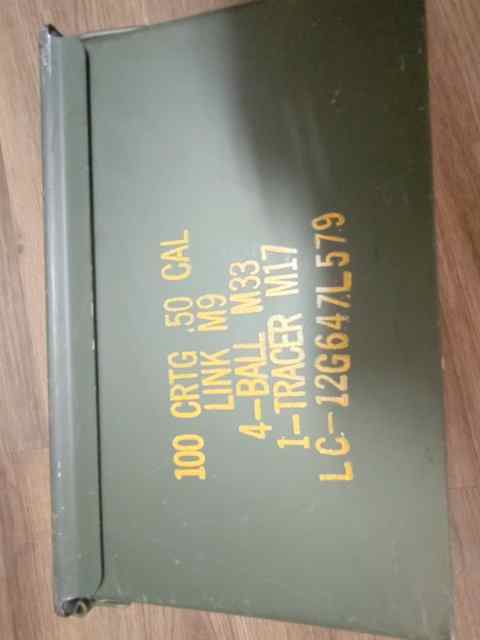 100 CRTG .50 CAL
LINK M9
4-BALL M33
1-TRACER M17
LC-12G647L579